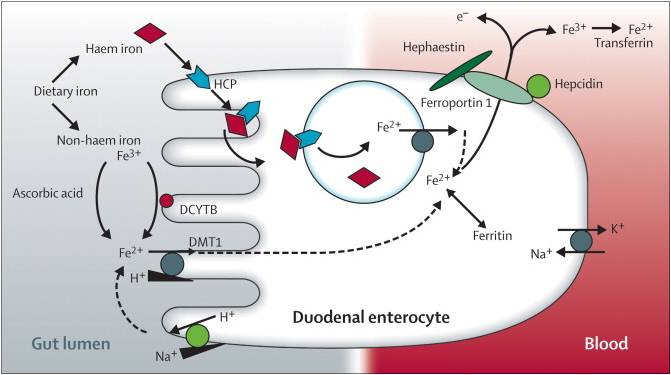 Haem iron
HCP
Dietary iron
Non-haem iron
Fe³⁺
Ascorbic acid
DCYTB
Fe²⁺
DMT1
H⁺
H⁺
Na⁺
Gut lumen
Duodenal enterocyte
Fe²⁺
Fe²⁺
Ferritin
Hephaestin
Ferroportin 1
Hepcidin
e⁻
Fe³⁺
Fe²⁺
Transferrin
K⁺
Na⁺
Blood